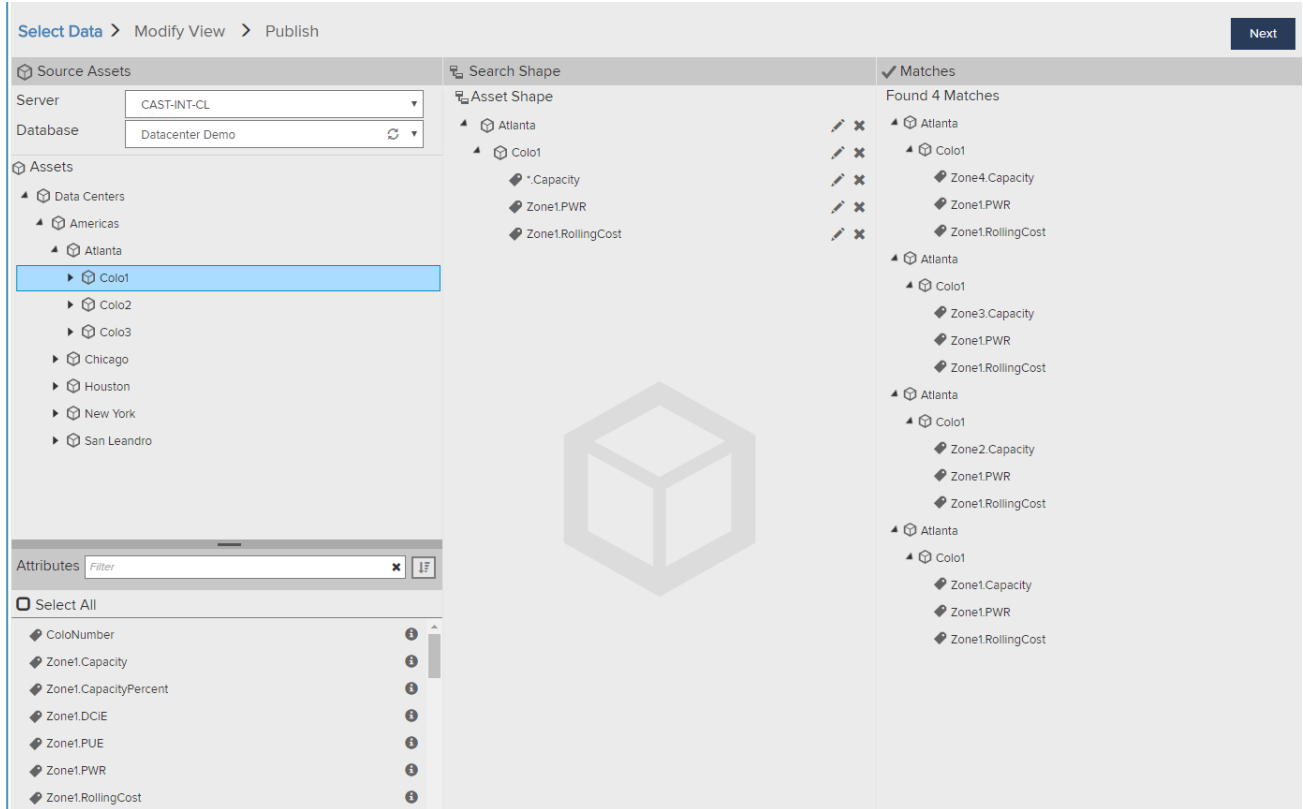 Select Data > Modify View > Publish
Next
Source Assets
Server
CAST-INT-CL
Database
Datacenter Demo
Assets
Data Centers
Americas
Atlanta
Colo1
Colo2
Colo3
Chicago
Houston
New York
San Leandro
Attributes
Filter
Select All
ColoNumber
Zone1.Capacity
Zone1.CapacityPercent
Zone1.DCiE
Zone1.PUE
Zone1.PWR
Zone1.RollingCost
Search Shape
Asset Shape
Atlanta
Colo1
*.Capacity
Zone1.PWR
Zone1.RollingCost
Matches
Found 4 Matches
Atlanta
Colo1
Zone4.Capacity
Zone1.PWR
Zone1.RollingCost
Atlanta
Colo1
Zone3.Capacity
Zone1.PWR
Zone1.RollingCost
Atlanta
Colo1
Zone2.Capacity
Zone1.PWR
Zone1.RollingCost
Atlanta
Colo1
Zone1.Capacity
Zone1.PWR
Zone1.RollingCost